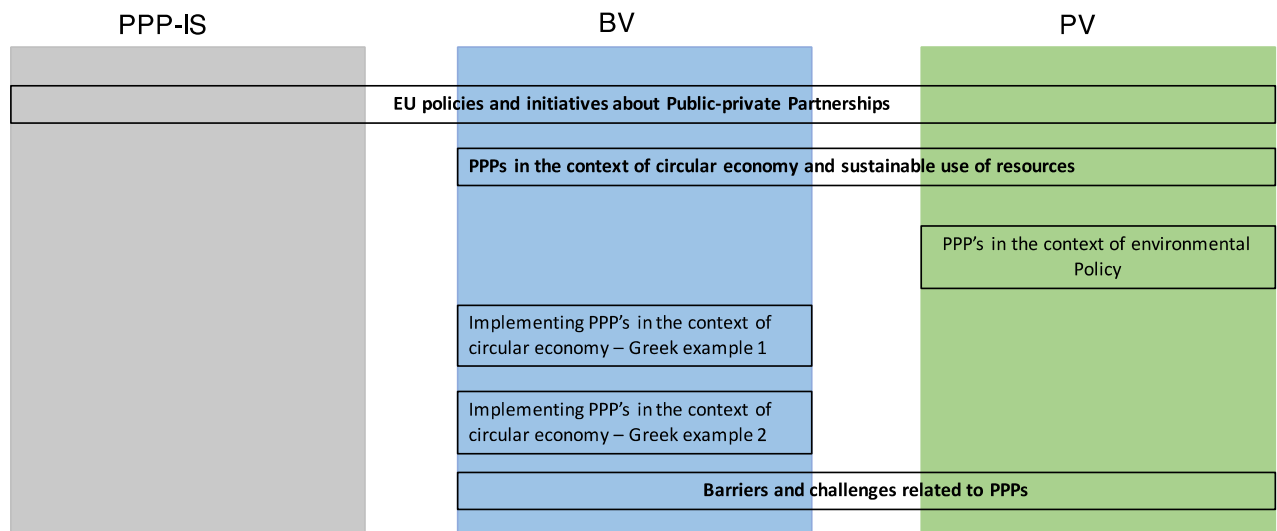 PPP-IS
BV
PV
EU policies and initiatives about Public-private Partnerships
PPPs in the context of circular economy and sustainable use of resources
PPP's in the context of environmental
Policy
Implementing PPP's in the context of
circular economy – Greek example 1
Implementing PPP's in the context of
circular economy – Greek example 2
Barriers and challenges related to PPPs